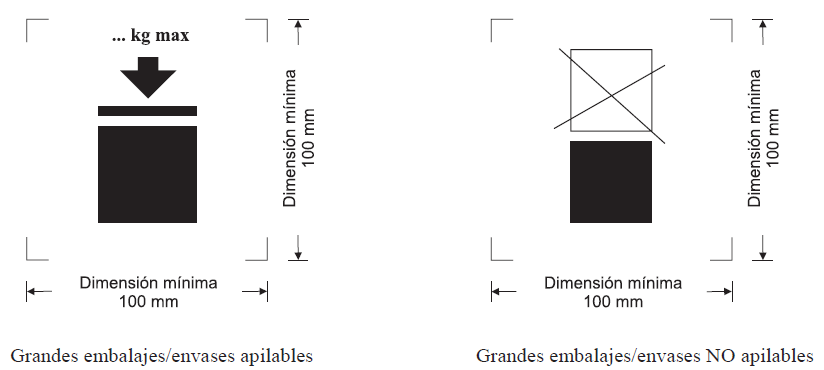 ... kg max
Dimensión mínima
100 mm
Dimensión mínima
100 mm
Grandes embalajes/envases apilables
Dimensión mínima
100 mm
Dimensión mínima
100 mm
Grandes embalajes/envases NO apilables